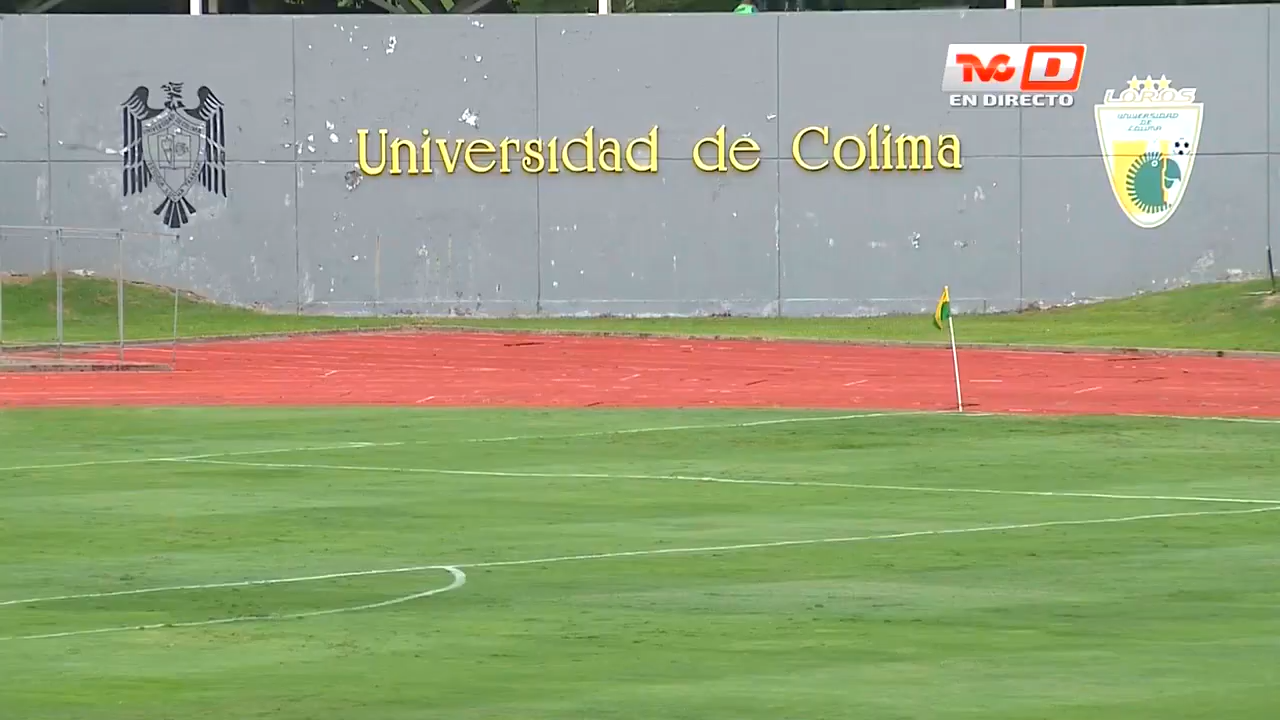 TVC D
EN DIRECTO
Universidad de Colima
LOROS
UNIVERSIDAD
DE
COLIMA